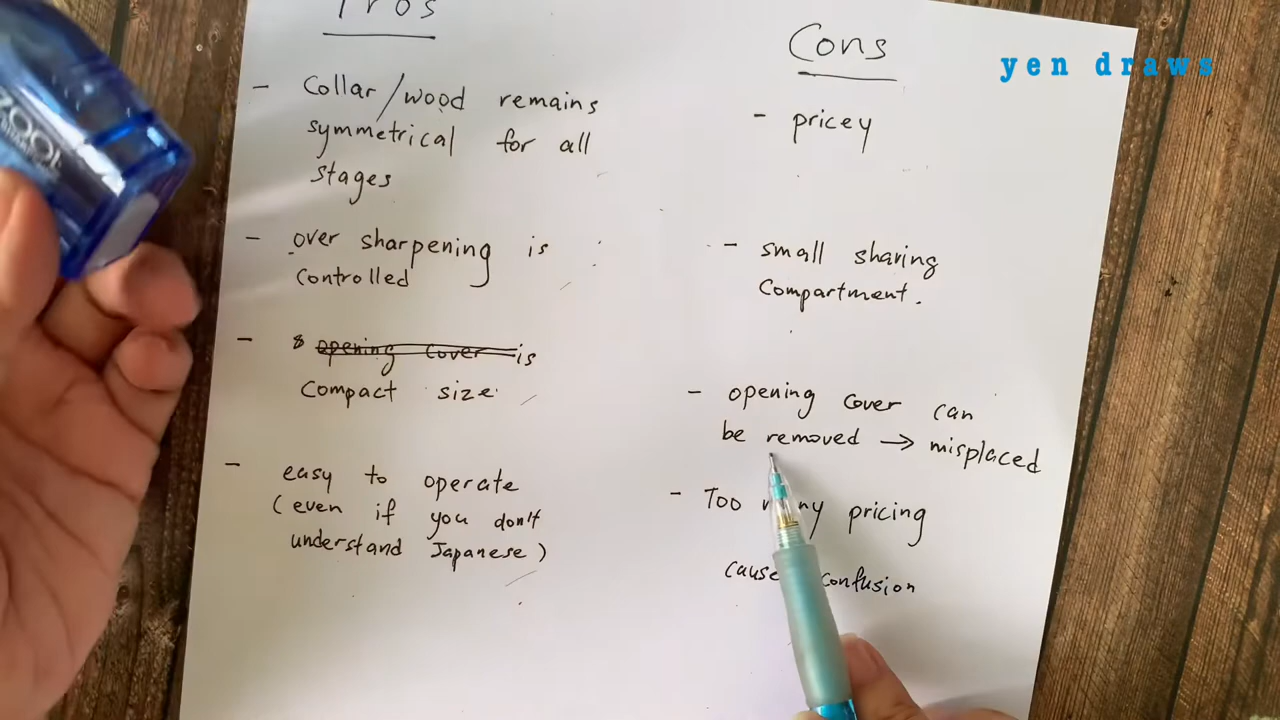 Pros
- Collar/wood remains
symmetrical for all
stages
- over sharpening is
controlled
- opening cover is
compact size
- easy to operate
(even if you don't
understand Japanese)
Cons
- pricey
- small sharing
compartment.
- opening cover can
be removed → misplaced
- Too pricing
cause confusion
yen draws